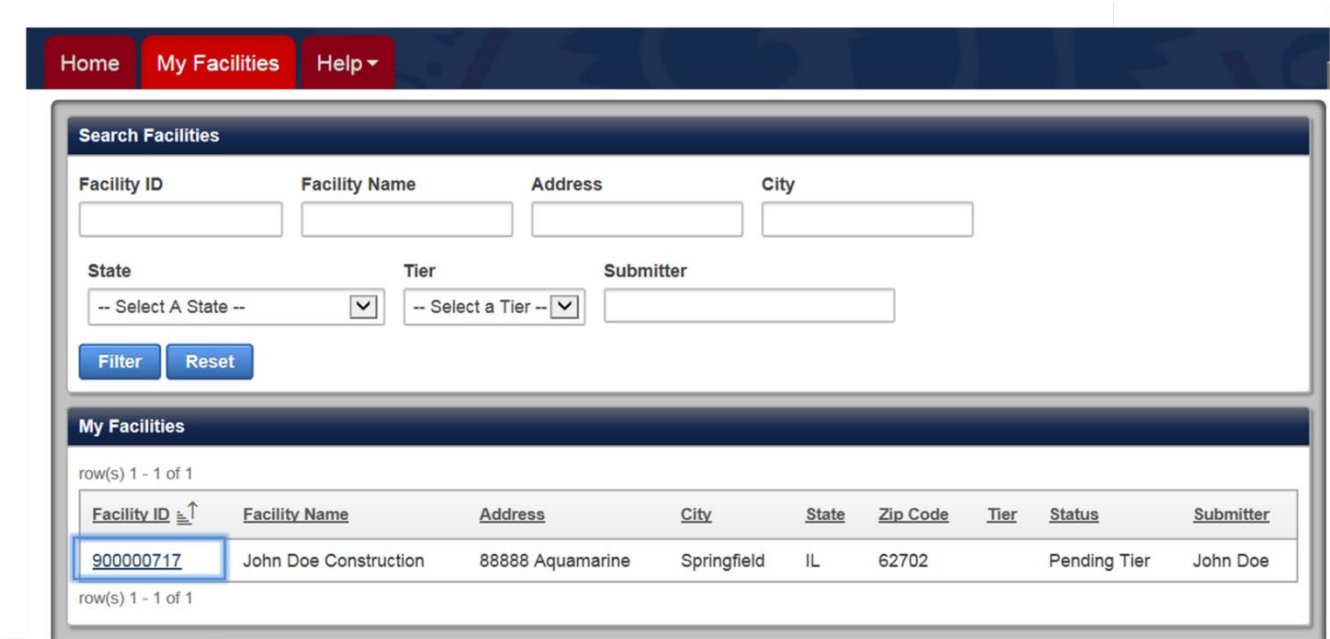 Home My Facilities Help
Search Facilities
Facility ID Facility Name Address City
State Tier Submitter
-- Select A State -- -- Select a Tier --
Filter Reset
My Facilities
row(s) 1 - 1 of 1
Facility ID Facility Name Address City State Zip Code Tier Status Submitter
900000717 John Doe Construction 88888 Aquamarine Springfield IL 62702 Pending Tier John Doe
row(s) 1 - 1 of 1